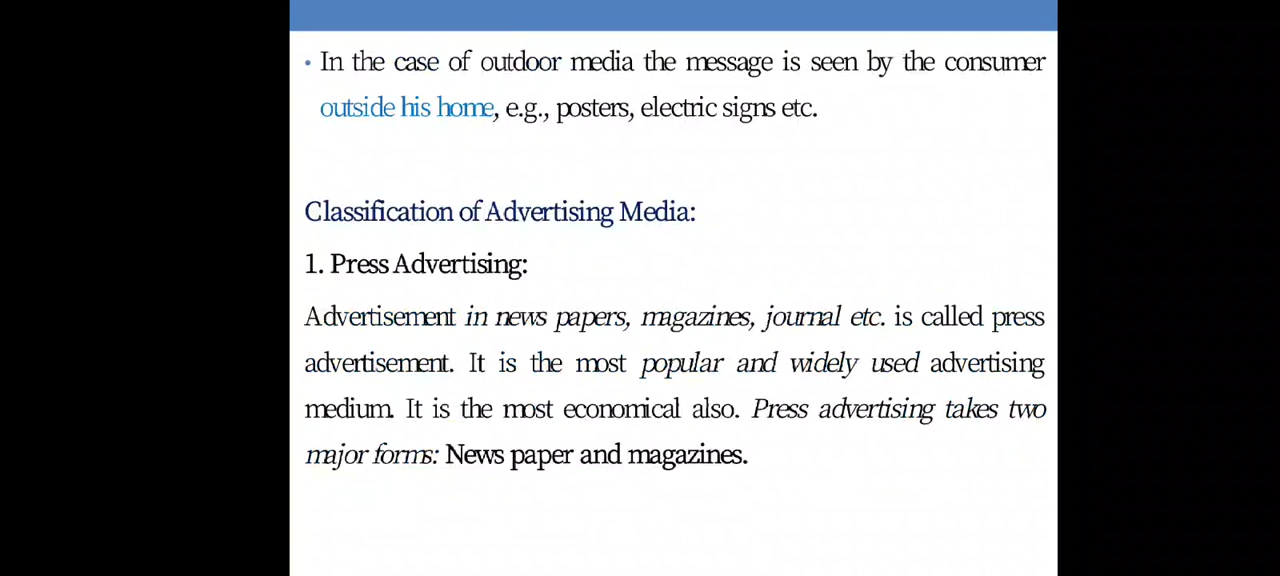 • In the case of outdoor media the message is seen by the consumer
outside his home, e.g., posters, electric signs etc.
Classification of Advertising Media:
1. Press Advertising:
Advertisement in news papers, magazines, journal etc. is called press
advertisement. It is the most popular and widely used advertising
medium. It is the most economical also. Press advertising takes two
major forms: News paper and magazines.